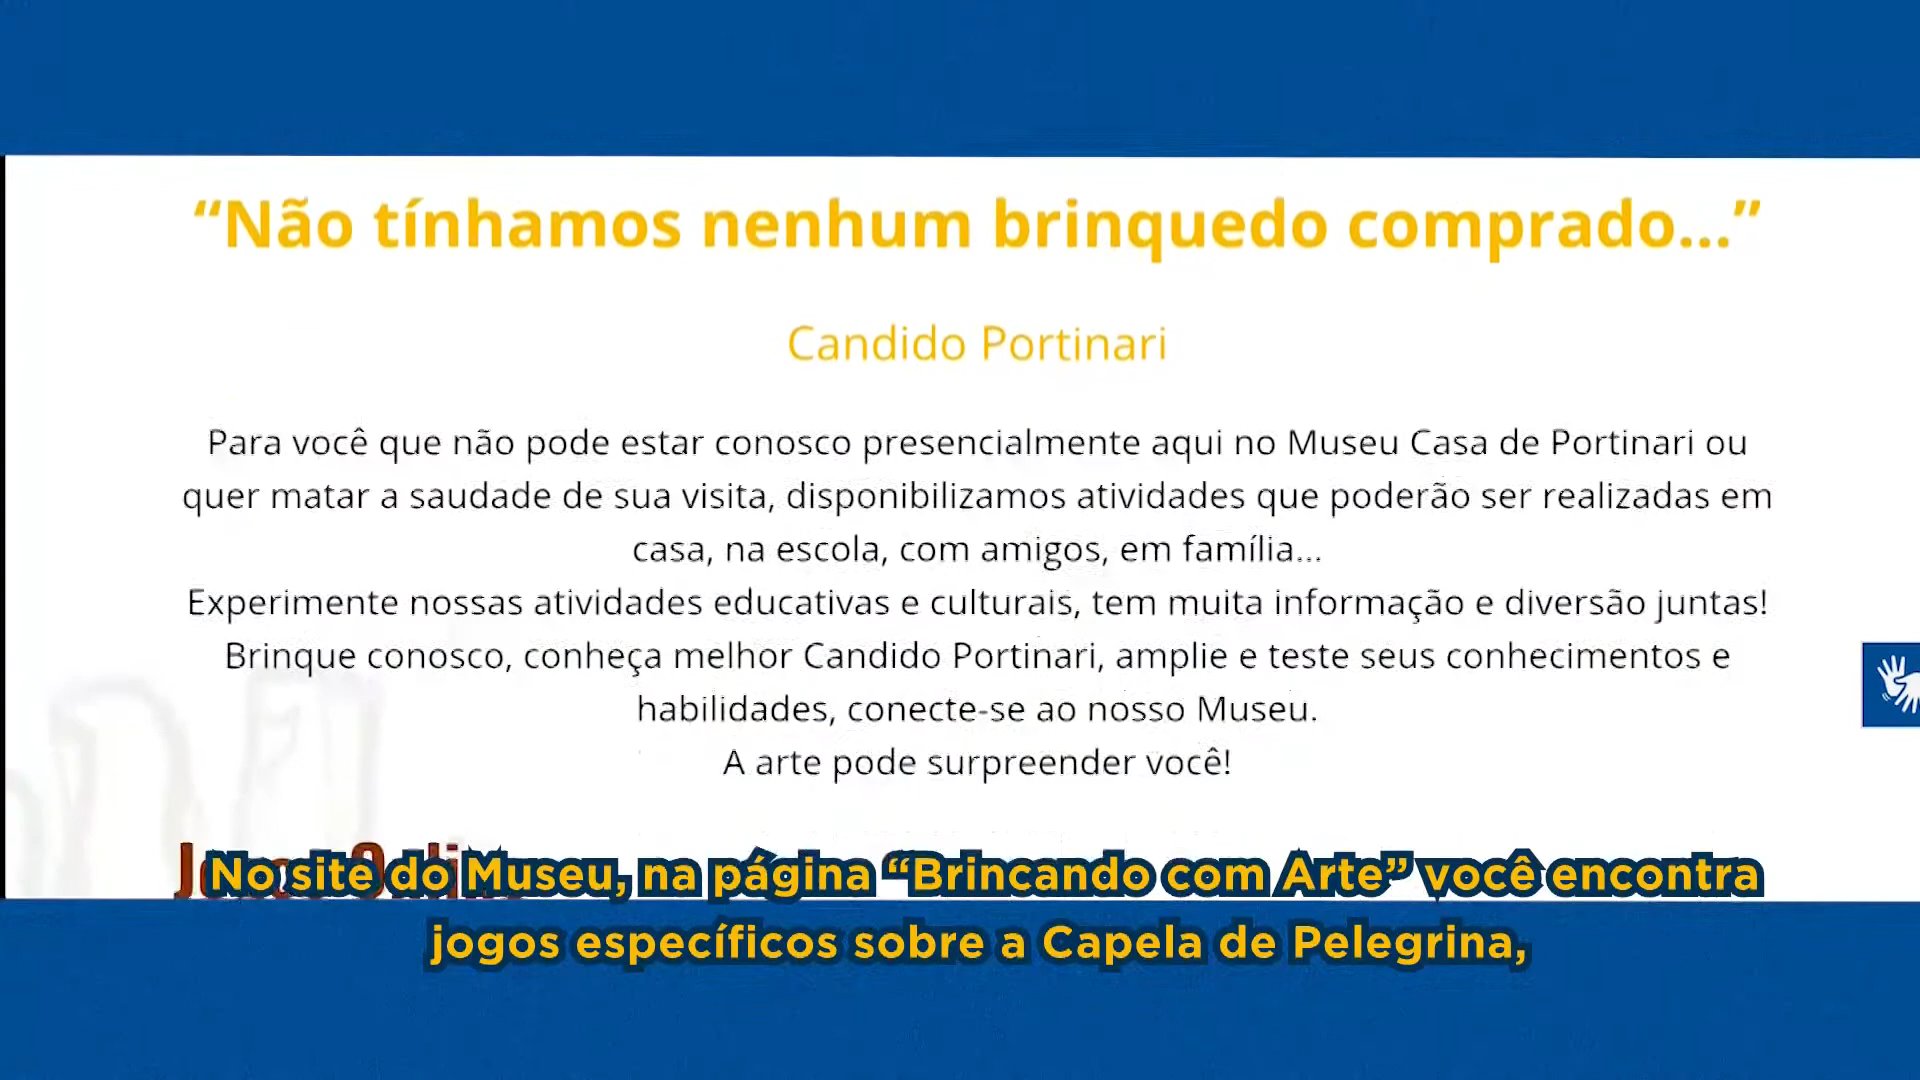 “Não tínhamos nenhum brinquedo comprado...”
Candido Portinari
Para você que não pode estar conosco presencialmente aqui no Museu Casa de Portinari ou
quer matar a saudade de sua visita, disponibilizamos atividades que poderão ser realizadas em
casa, na escola, com amigos, em família...
Experimente nossas atividades educativas e culturais, tem muita informação e diversão juntas!
Brinque conosco, conheça melhor Candido Portinari, amplie e teste seus conhecimentos e
habilidades, conecte-se ao nosso Museu.
A arte pode surpreender você!
No site do Museu, na página “Brincando com Arte” você encontra
jogos específicos sobre a Capela de Pelegrina,